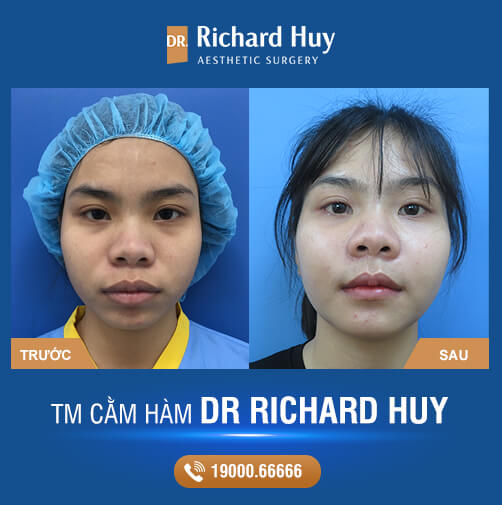 DR. Richard Huy
AESTHETIC SURGERY
TRƯỚC
SAU
TM CẰM HÀM DR RICHARD HUY
19000.66666